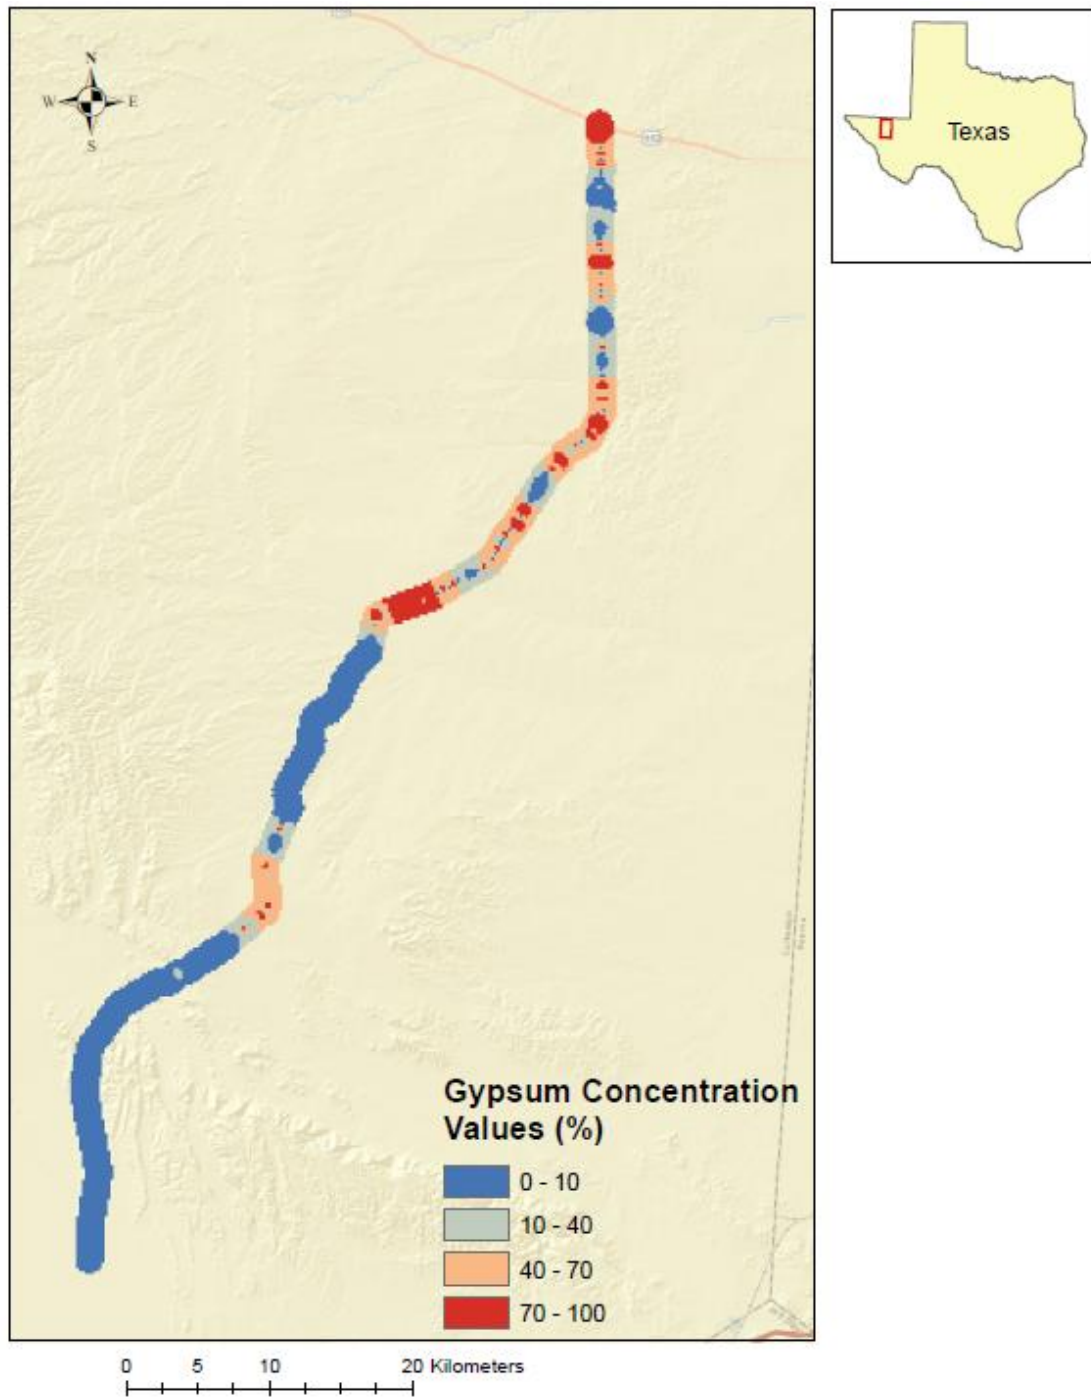 N
W E
S
Texas
Gypsum Concentration
Values (%)
0 - 10
10 - 40
40 - 70
70 - 100
0 5 10 20 Kilometers